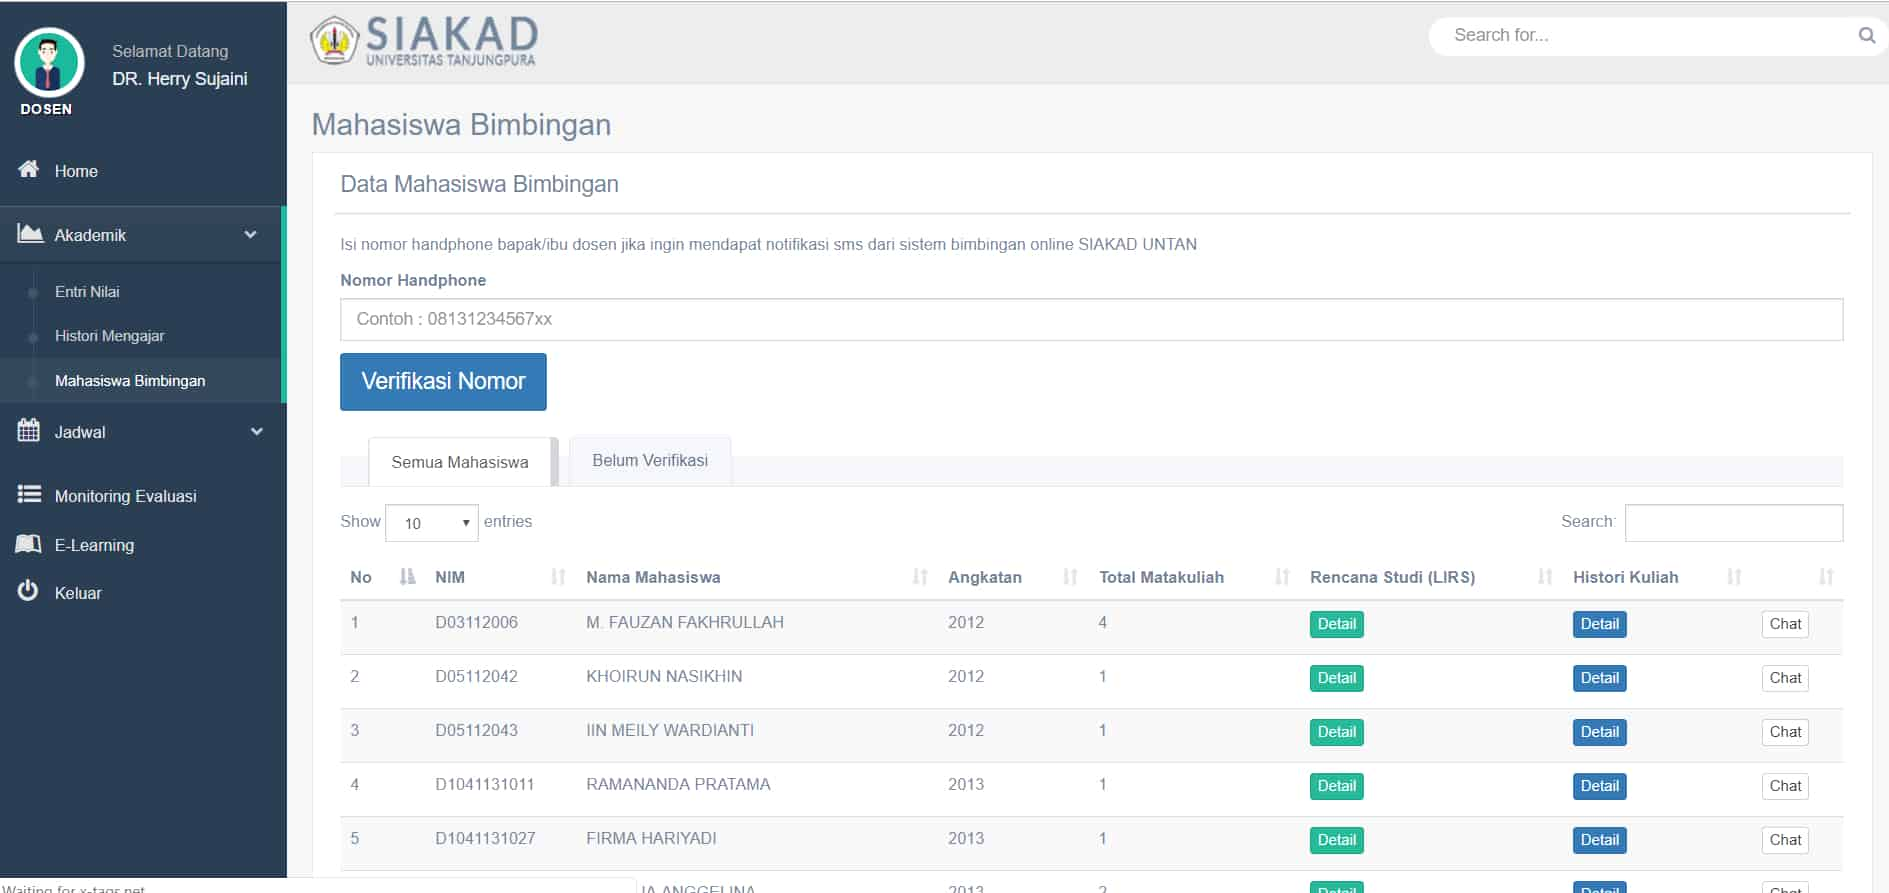 Selamat Datang
DR. Herry Sujaini
DOSEN
Home
Akademik
Entri Nilai
Histori Mengajar
Mahasiswa Bimbingan
Jadwal
Monitoring Evaluasi
E-Learning
Keluar
SIAKAD
UNIVERSITAS TANJUNGPURA
Search for...
Mahasiswa Bimbingan
Data Mahasiswa Bimbingan
Isi nomor handphone bapak/ibu dosen jika ingin mendapat notifikasi sms dari sistem bimbingan online SIAKAD UNTAN
Nomor Handphone
Contoh : 08131234567xx
Verifikasi Nomor
Semua Mahasiswa Belum Verifikasi
Show 10 entries Search:
No NIM Nama Mahasiswa Angkatan Total Matakuliah Rencana Studi (LIRS) Histori Kuliah
1 D03112006 M. FAUZAN FAKHRULLAH 2012 4 Detail Detail Chat
2 D05112042 KHOIRUN NASIKHIN 2012 1 Detail Detail Chat
3 D05112043 IIN MEILY WARDIANTI 2012 1 Detail Detail Chat
4 D1041131011 RAMANANDA PRATAMA 2013 1 Detail Detail Chat
5 D1041131027 FIRMA HARIYADI 2013 1 Detail Detail Chat
ANGGELINA 2013 2 Detail Detail Chat
Waiting for x-tags.net